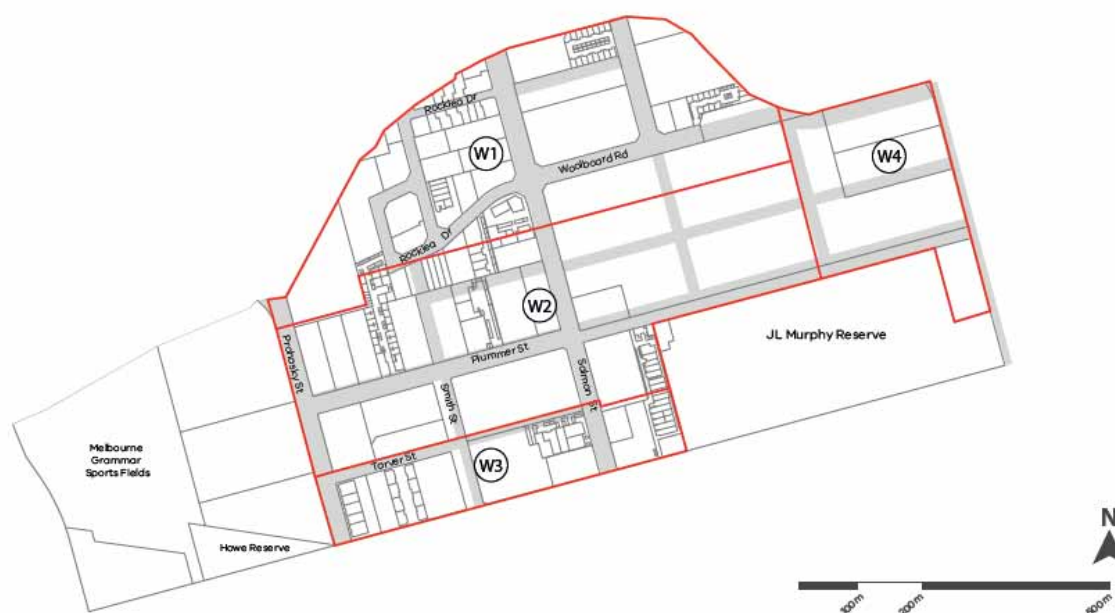 Rocklea Dr
W1
Woolboard Rd
W4
Rocklea Dr
W2
JL Murphy Reserve
Prohasky St
Plummer St
Smith St
Salmon St
Melbourne
Grammar
Sports Fields
Tarver St
W3
Howe Reserve
N
100m
200m
500m